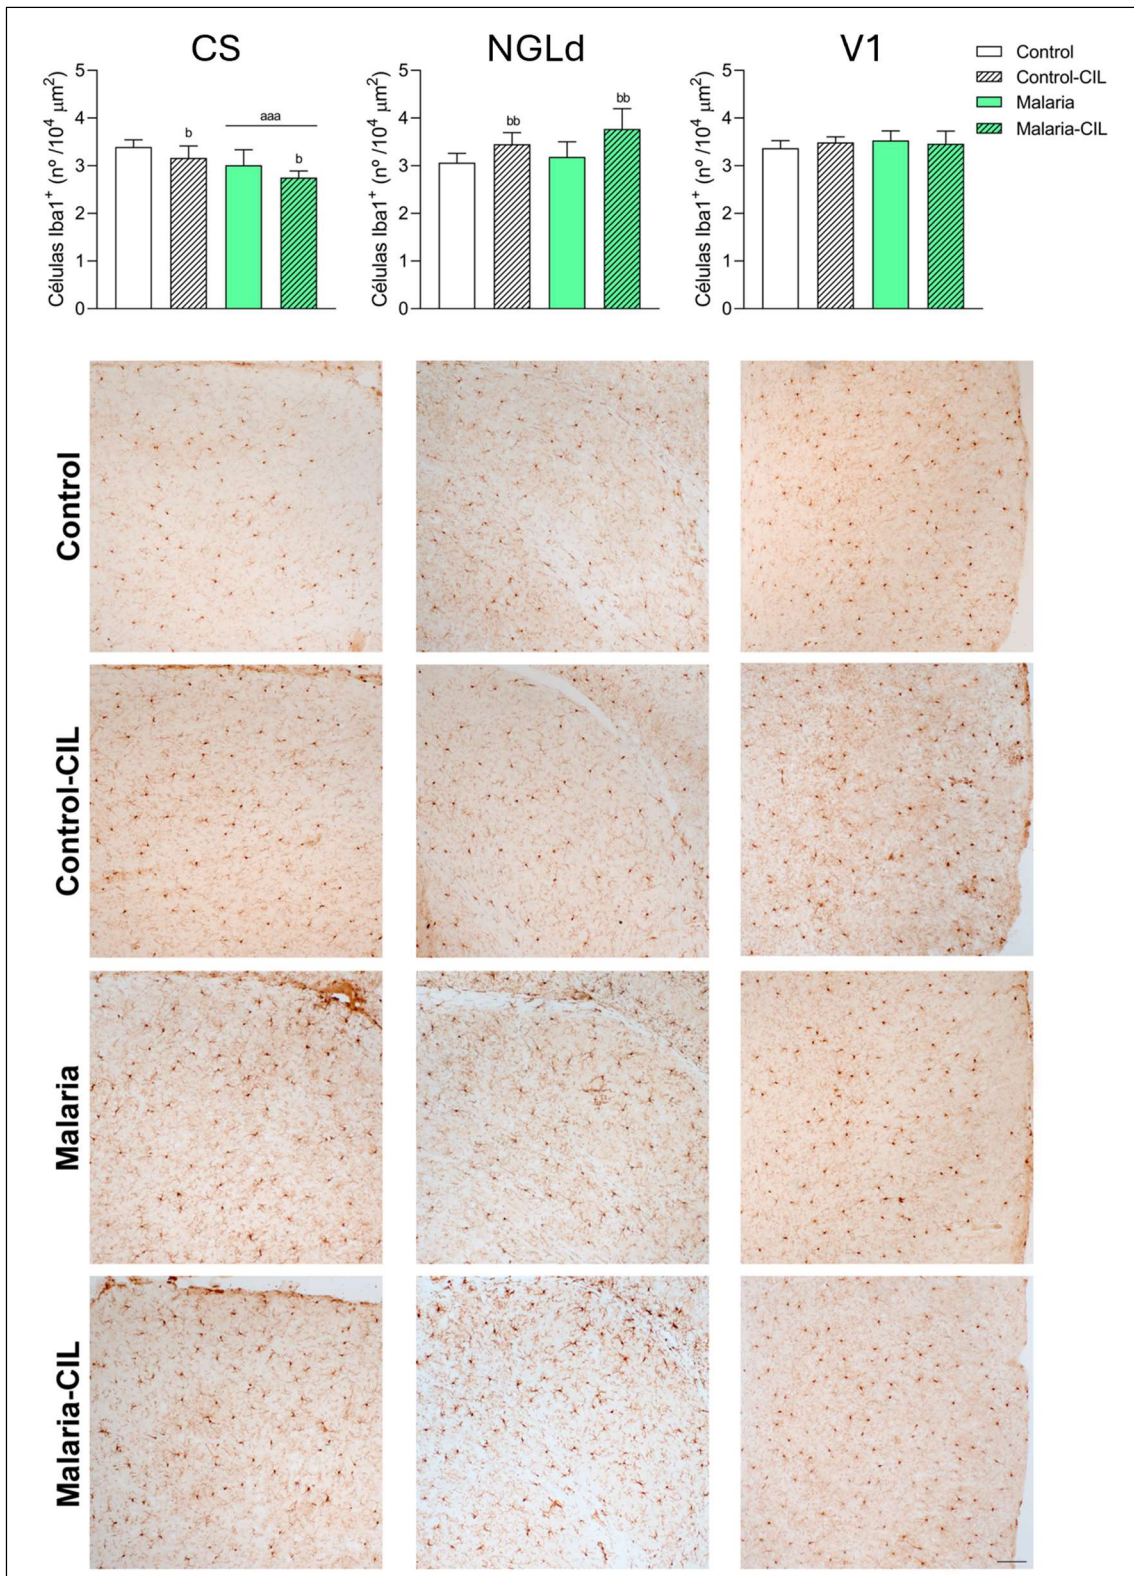 CS
NGLd
V1
Control
Control-CIL
Malaria
Malaria-CIL
Células Iba1⁺ (nº /10⁴ µm²)
5
4
3
2
1
0
b
aaa
b
Células Iba1⁺ (nº /10⁴ µm²)
5
4
3
2
1
0
bb
bb
Células Iba1⁺ (nº /10⁴ µm²)
5
4
3
2
1
0
Control
Control-CIL
Malaria
Malaria-CIL